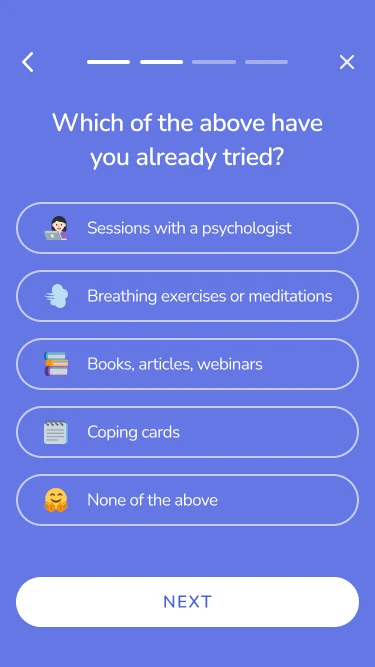 Which of the above have
you already tried?
Sessions with a psychologist
Breathing exercises or meditations
Books, articles, webinars
Coping cards
None of the above
NEXT